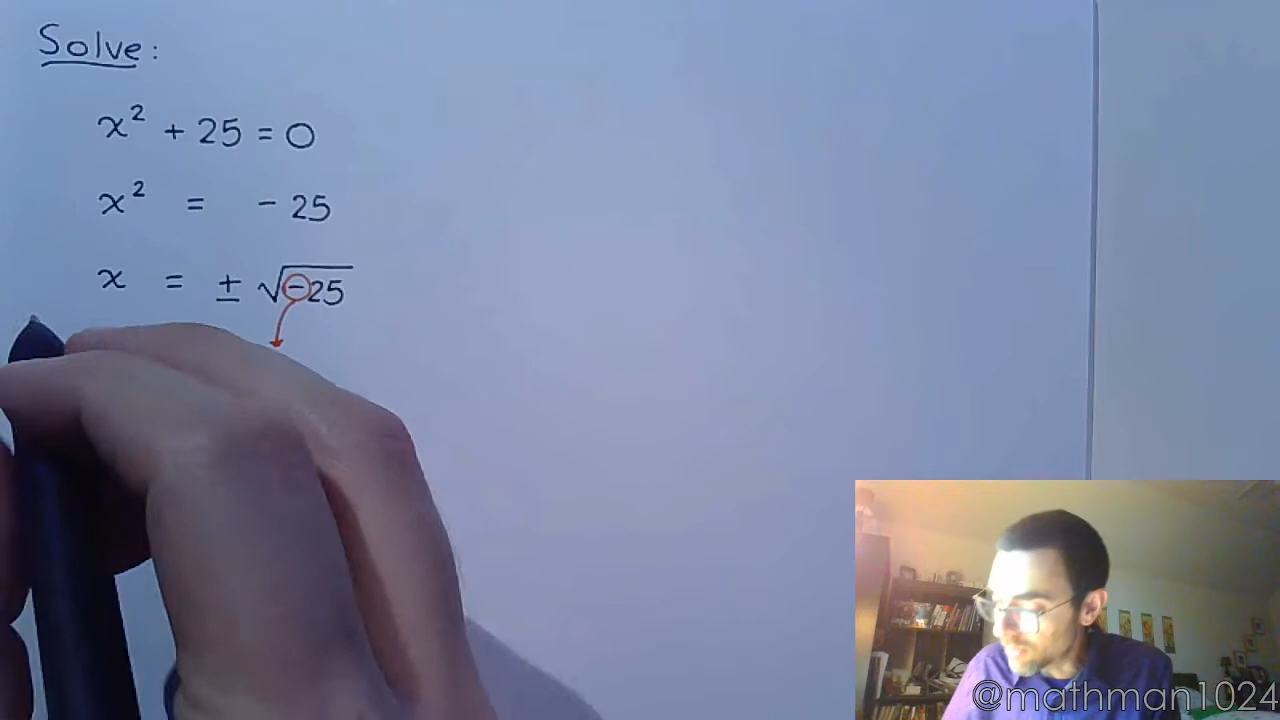 Solve:
x² + 25 = 0
x² = - 25
x = ± √-25
@mathman1024